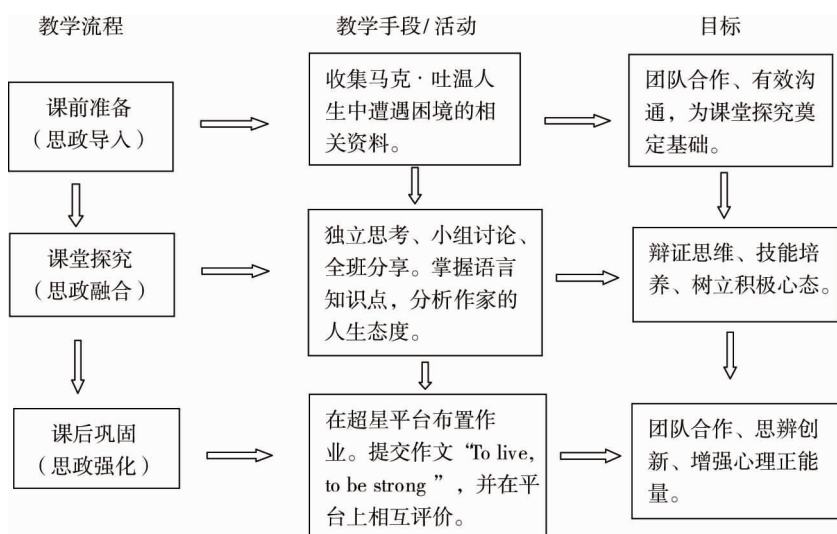 教学流程
教学手段/活动
目标
课前准备
（思政导入）
收集马克·吐温人
生中遭遇困境的相
关资料。
团队合作、有效沟
通，为课堂探究奠
定基础。
课堂探究
（思政融合）
独立思考、小组讨论、
全班分享。掌握语言
知识点，分析作家的
人生态度。
辩证思维、技能培
养、树立积极心态。
课后巩固
（思政强化）
在超星平台布置作
业。提交作文“To live,
to be strong ”，并在平
台上相互评价。
团队合作、思辨创
新、增强心理正能
量。